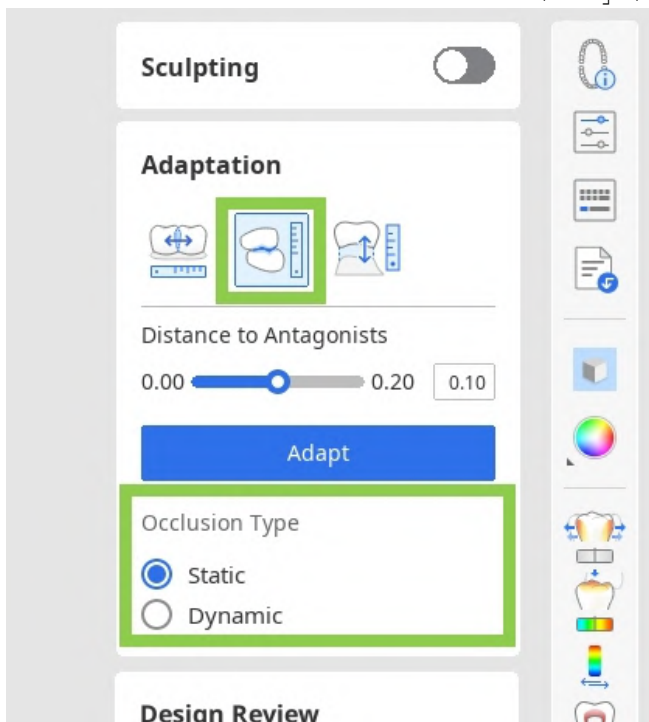 Sculpting
Adaptation
Distance to Antagonists
0.00 0.20 0.10
Adapt
Occlusion Type
Static
Dynamic
Design Review